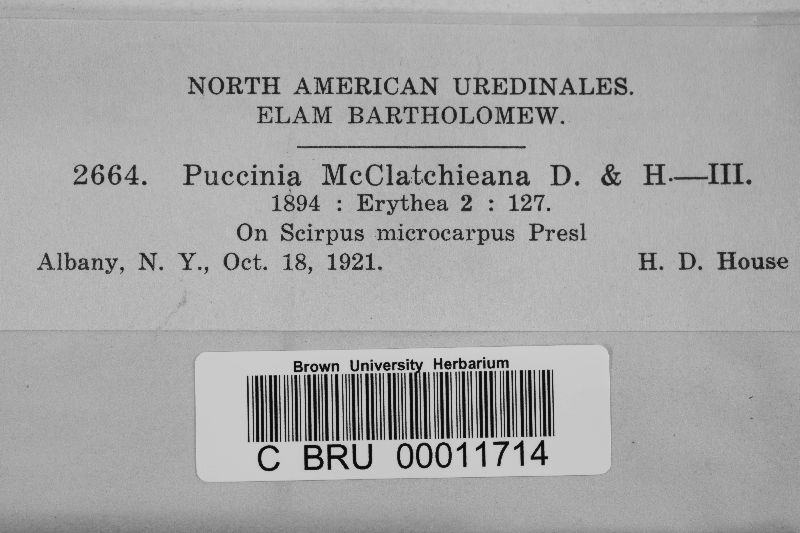 NORTH AMERICAN UREDINALES.
ELAM BARTHOLOMEW.
2664. Puccinia McClatchieana D. & H.—III.
1894 : Erythea 2 : 127.
On Scirpus microcarpus Presl
Albany, N. Y., Oct. 18, 1921. H. D. House
Brown University Herbarium
C BRU 00011714